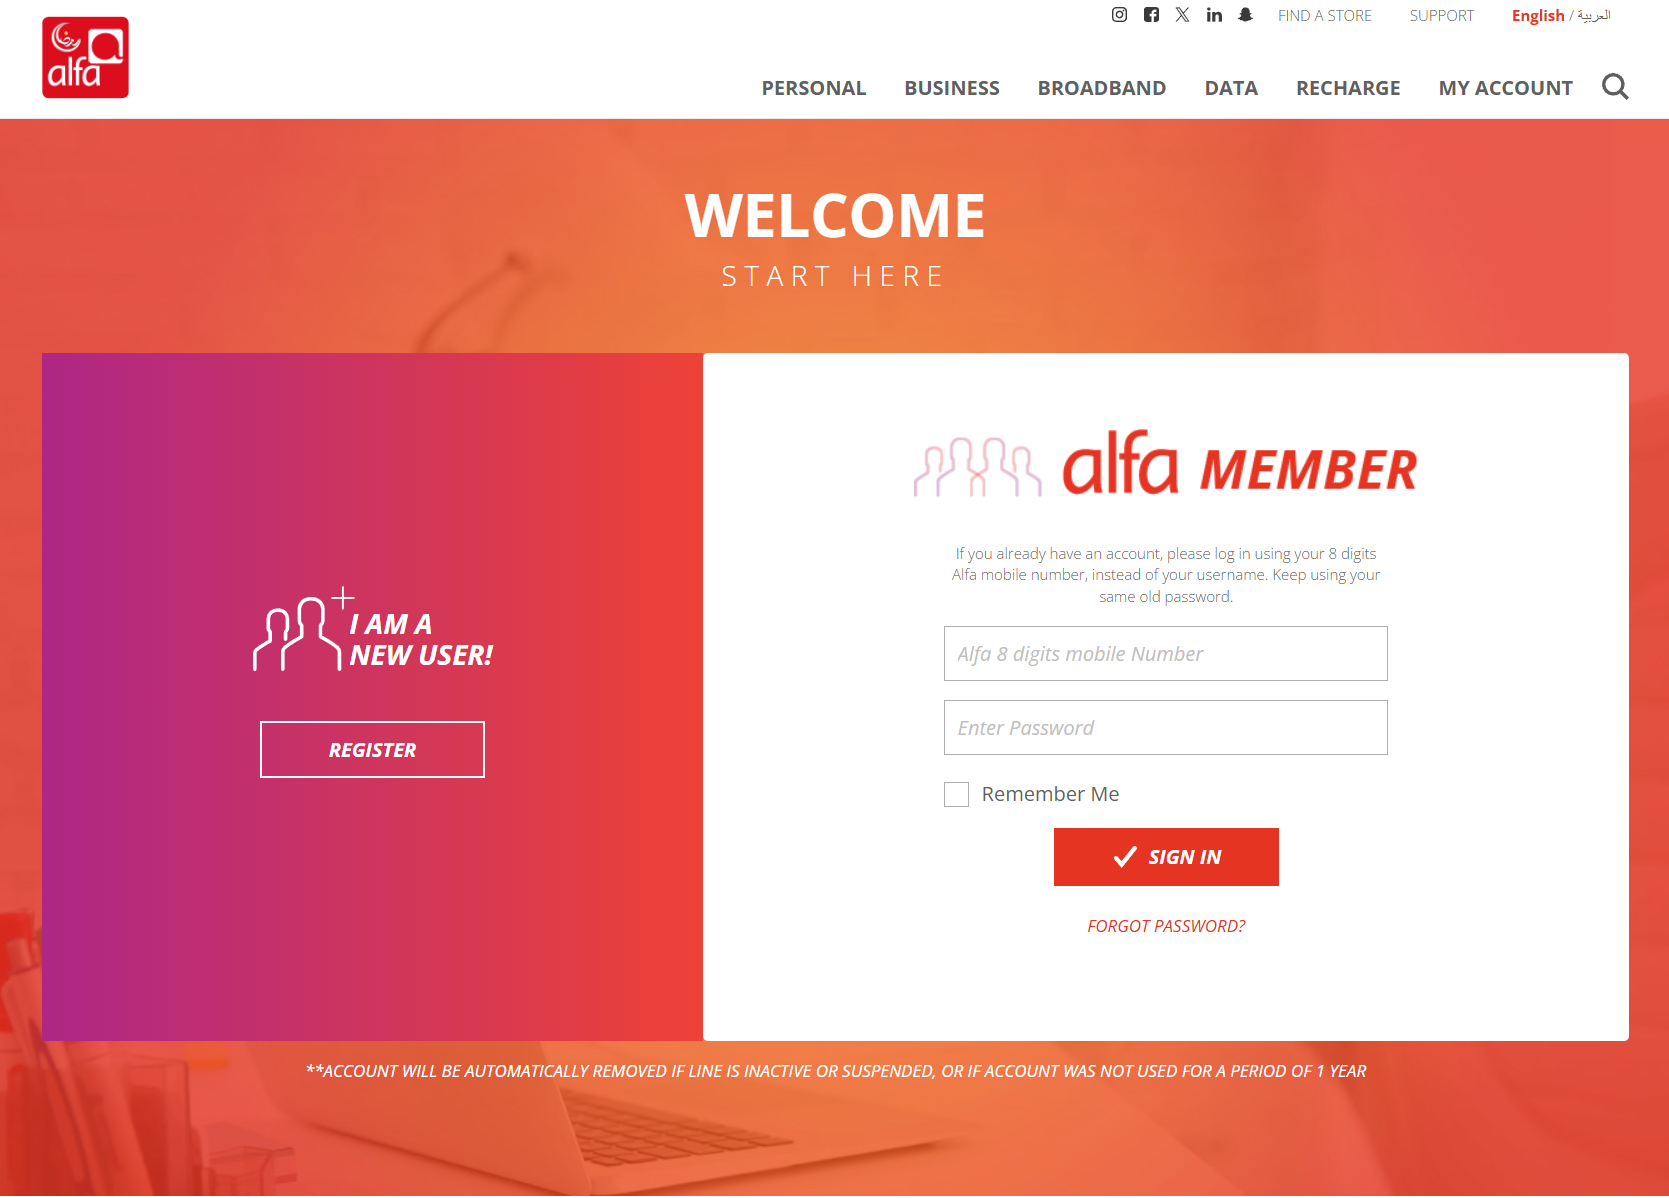 رمضان
alfa
FIND A STORE
SUPPORT
English / العربية
PERSONAL
BUSINESS
BROADBAND
DATA
RECHARGE
MY ACCOUNT
WELCOME
START HERE
I AM A
NEW USER!
REGISTER
alfa MEMBER
If you already have an account, please log in using your 8 digits
Alfa mobile number, instead of your username. Keep using your
same old password.
Alfa 8 digits mobile Number
Enter Password
Remember Me
SIGN IN
FORGOT PASSWORD?
**ACCOUNT WILL BE AUTOMATICALLY REMOVED IF LINE IS INACTIVE OR SUSPENDED, OR IF ACCOUNT WAS NOT USED FOR A PERIOD OF 1 YEAR